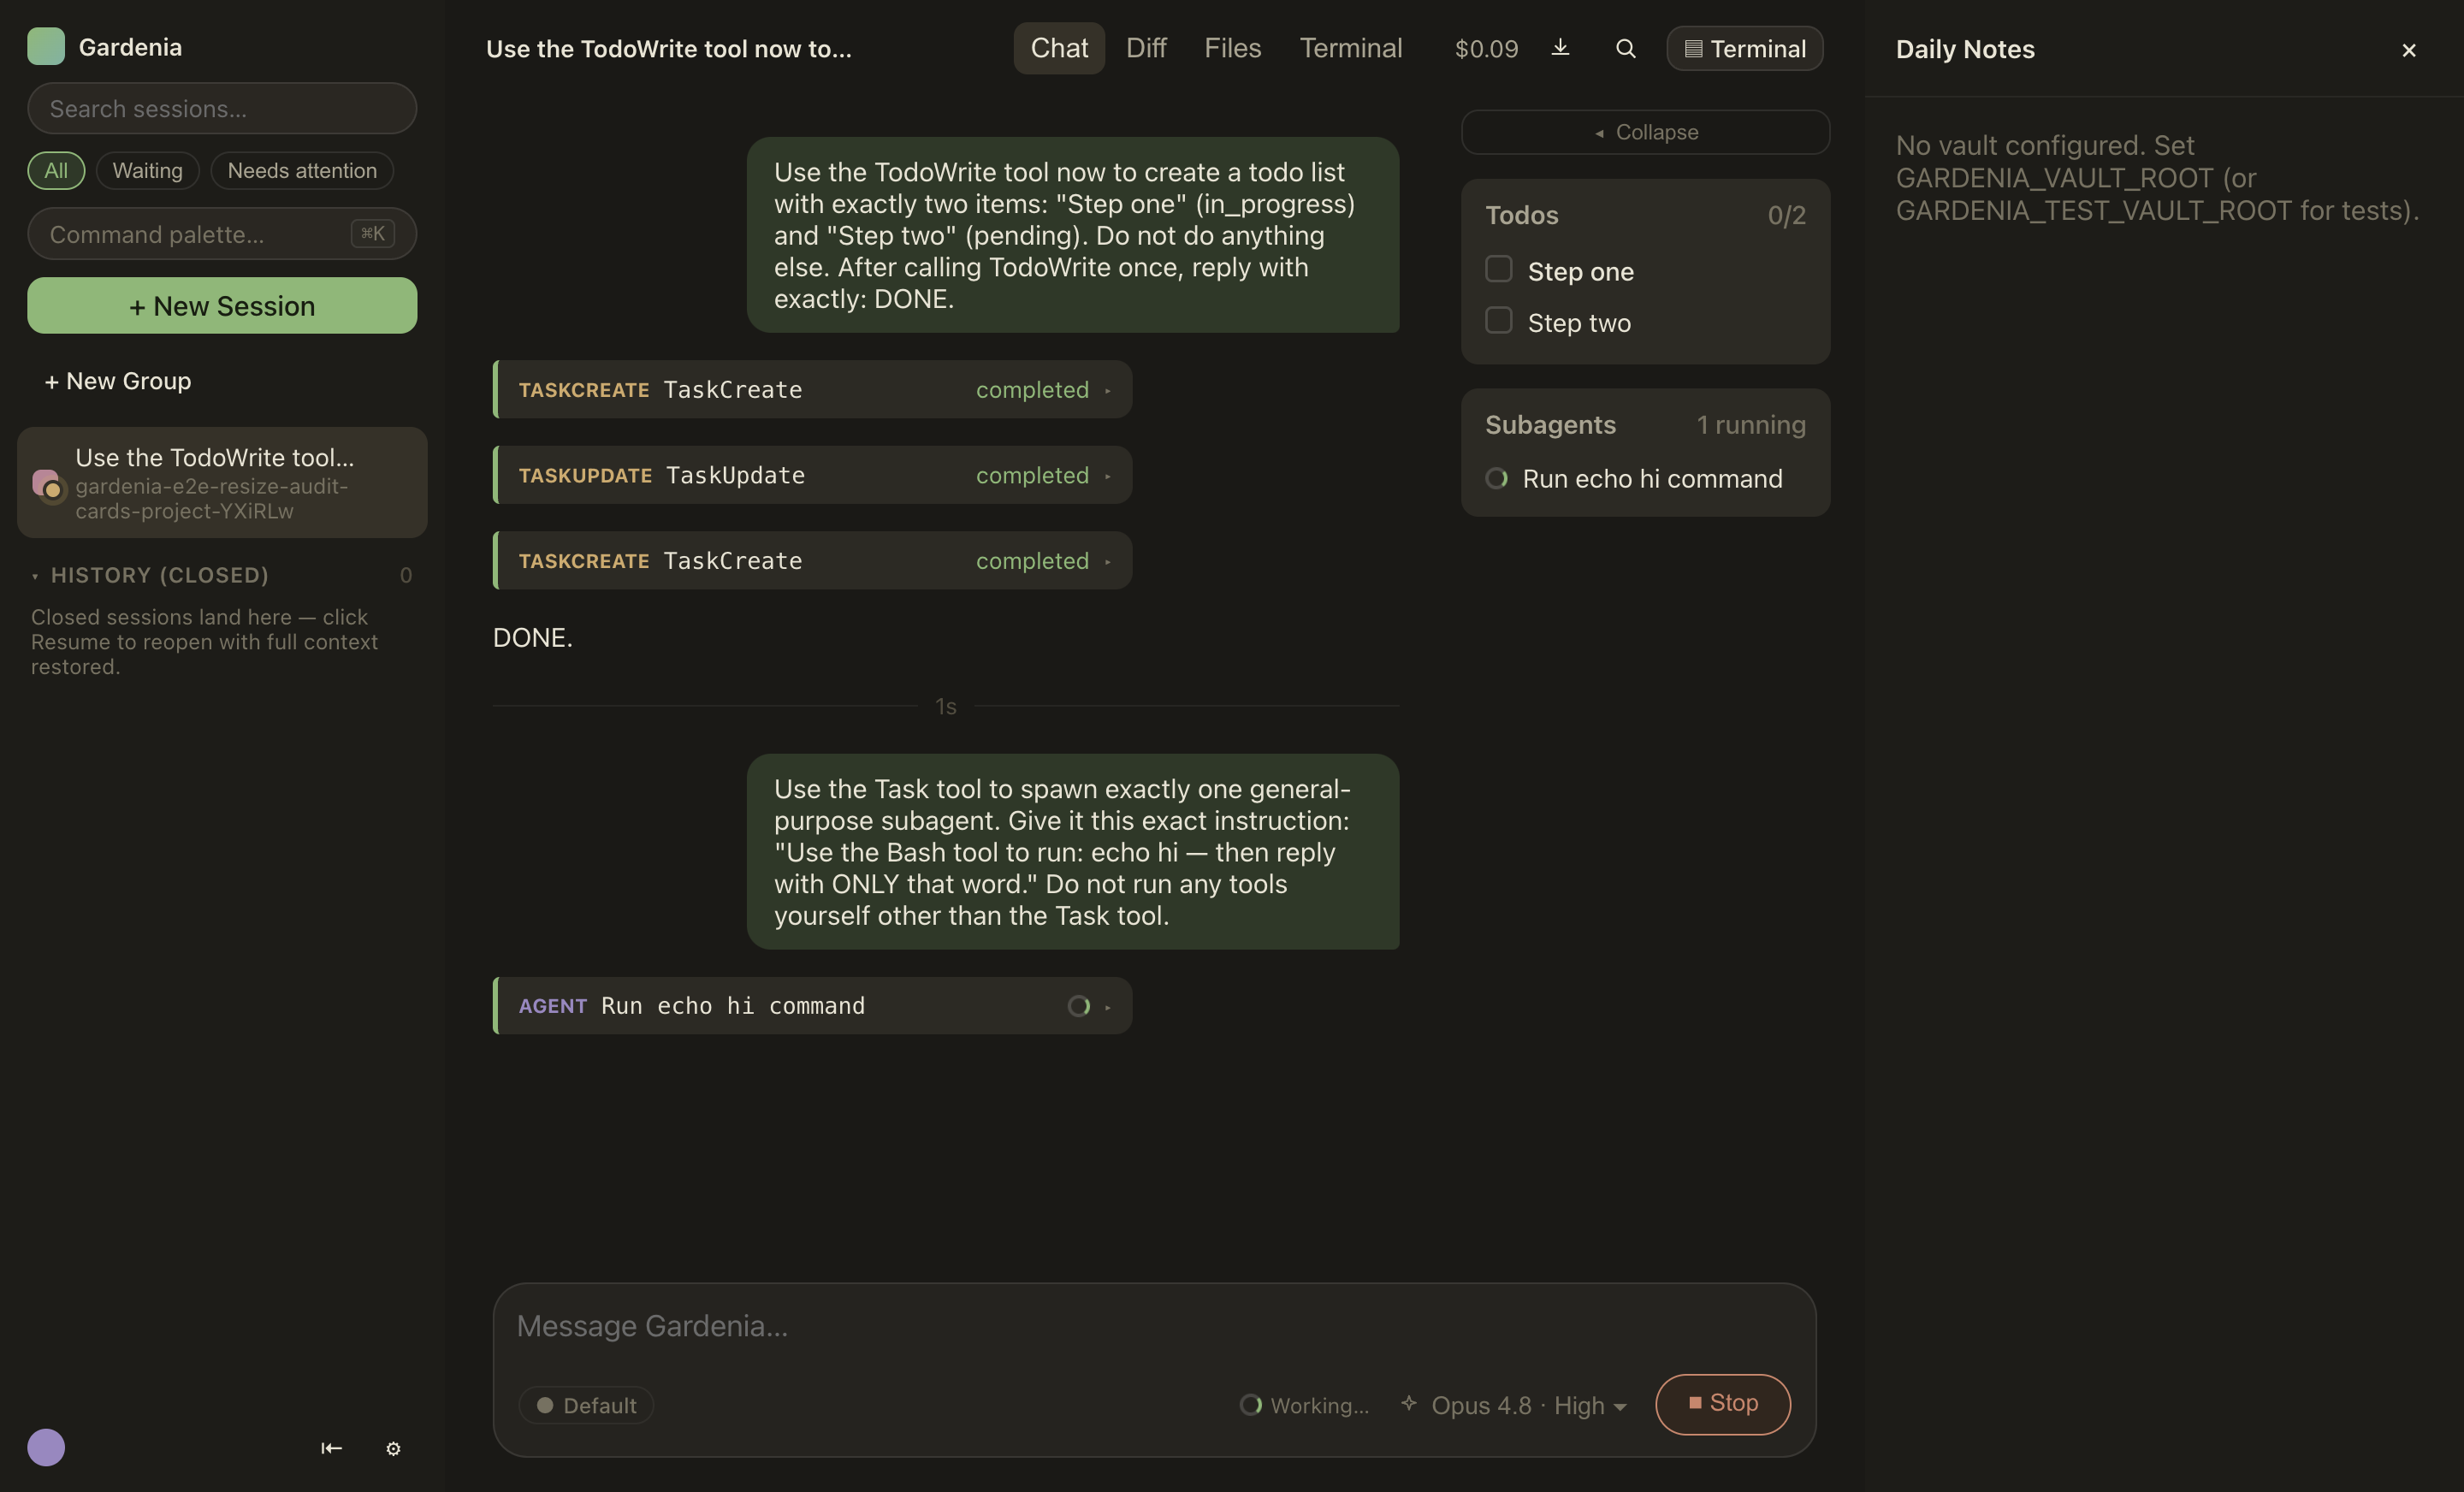 Gardenia
Search sessions...
All
Waiting
Needs attention
Command palette...
⌘K
+ New Session
+ New Group
Use the TodoWrite tool...
gardenia-e2e-resize-audit-
cards-project-YXiRLw
HISTORY (CLOSED)
0
Closed sessions land here — click
Resume to reopen with full context
restored.
Use the TodoWrite tool now to...
Chat
Diff
Files
Terminal
$0.09
Terminal
Use the TodoWrite tool now to create a todo list
with exactly two items: "Step one" (in_progress)
and "Step two" (pending). Do not do anything
else. After calling TodoWrite once, reply with
exactly: DONE.
TASKCREATE TaskCreate completed
TASKUPDATE TaskUpdate completed
TASKCREATE TaskCreate completed
DONE.
1s
Use the Task tool to spawn exactly one general-
purpose subagent. Give it this exact instruction:
"Use the Bash tool to run: echo hi — then reply
with ONLY that word." Do not run any tools
yourself other than the Task tool.
AGENT Run echo hi command
Message Gardenia...
Default
Working...
Opus 4.8 · High
Stop
Collapse
Todos 0/2
Step one
Step two
Subagents 1 running
Run echo hi command
Daily Notes
×
No vault configured. Set
GARDENIA_VAULT_ROOT (or
GARDENIA_TEST_VAULT_ROOT for tests).